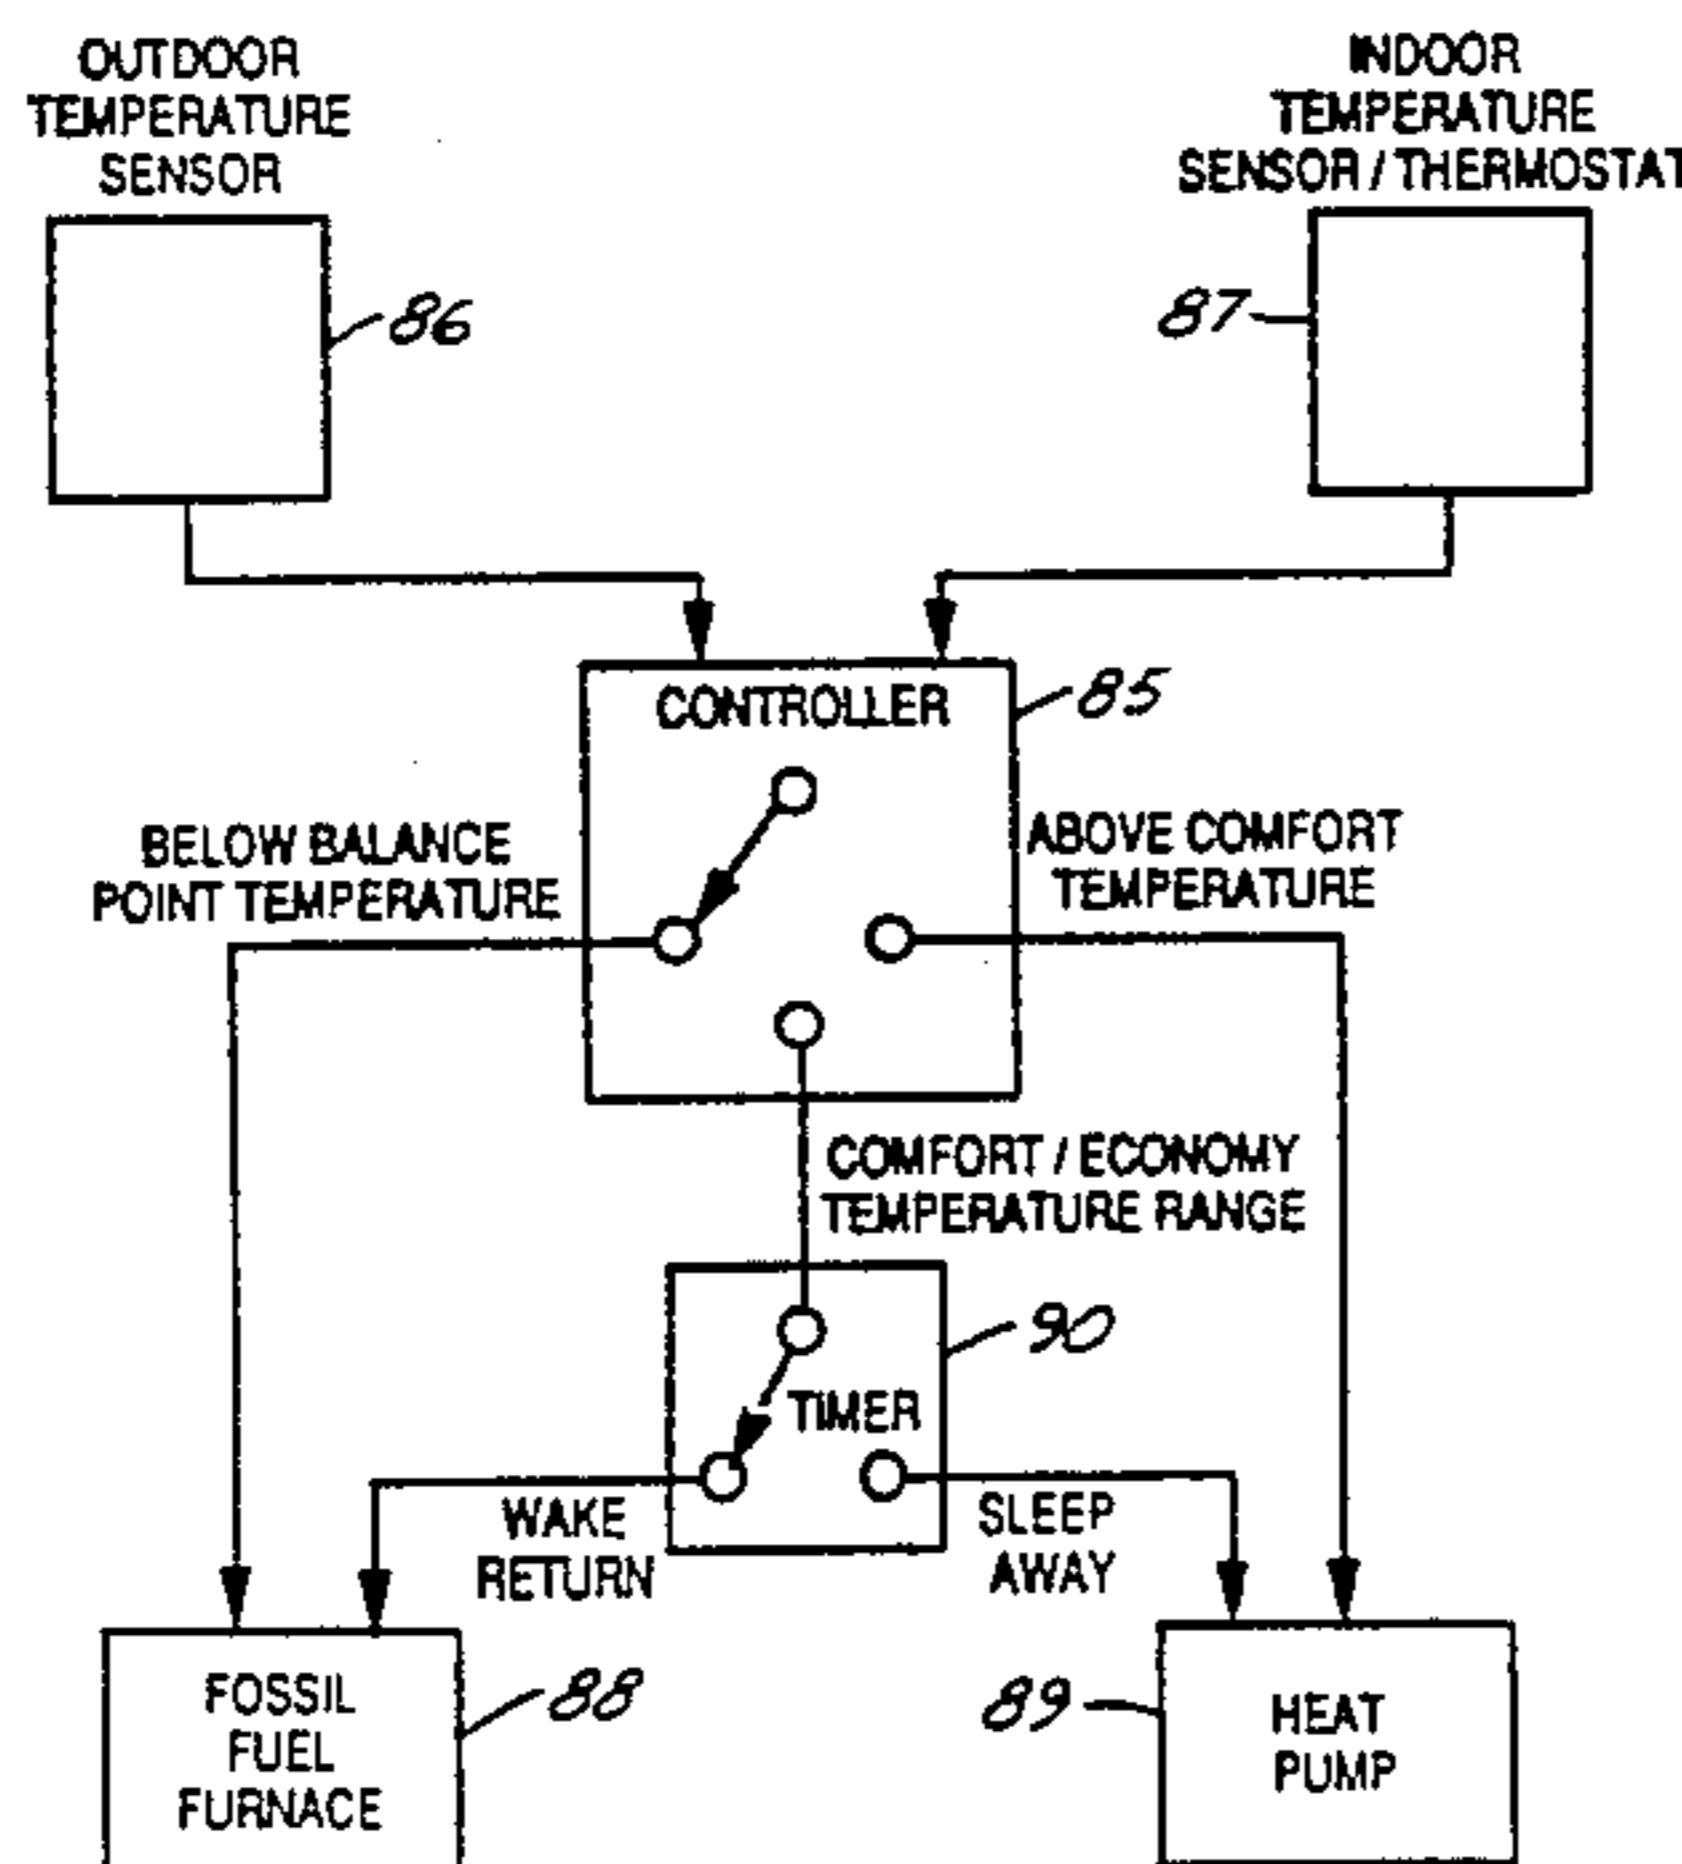 OUTDOOR
TEMPERATURE
SENSOR
INDOOR
TEMPERATURE
SENSOR / THERMOSTAT
86
87
CONTROLLER
85
BELOW BALANCE
POINT TEMPERATURE
ABOVE COMFORT
TEMPERATURE
COMFORT / ECONOMY
TEMPERATURE RANGE
90
TIMER
WAKE
RETURN
SLEEP
AWAY
FOSSIL
FUEL
FURNACE
88
89
HEAT
PUMP